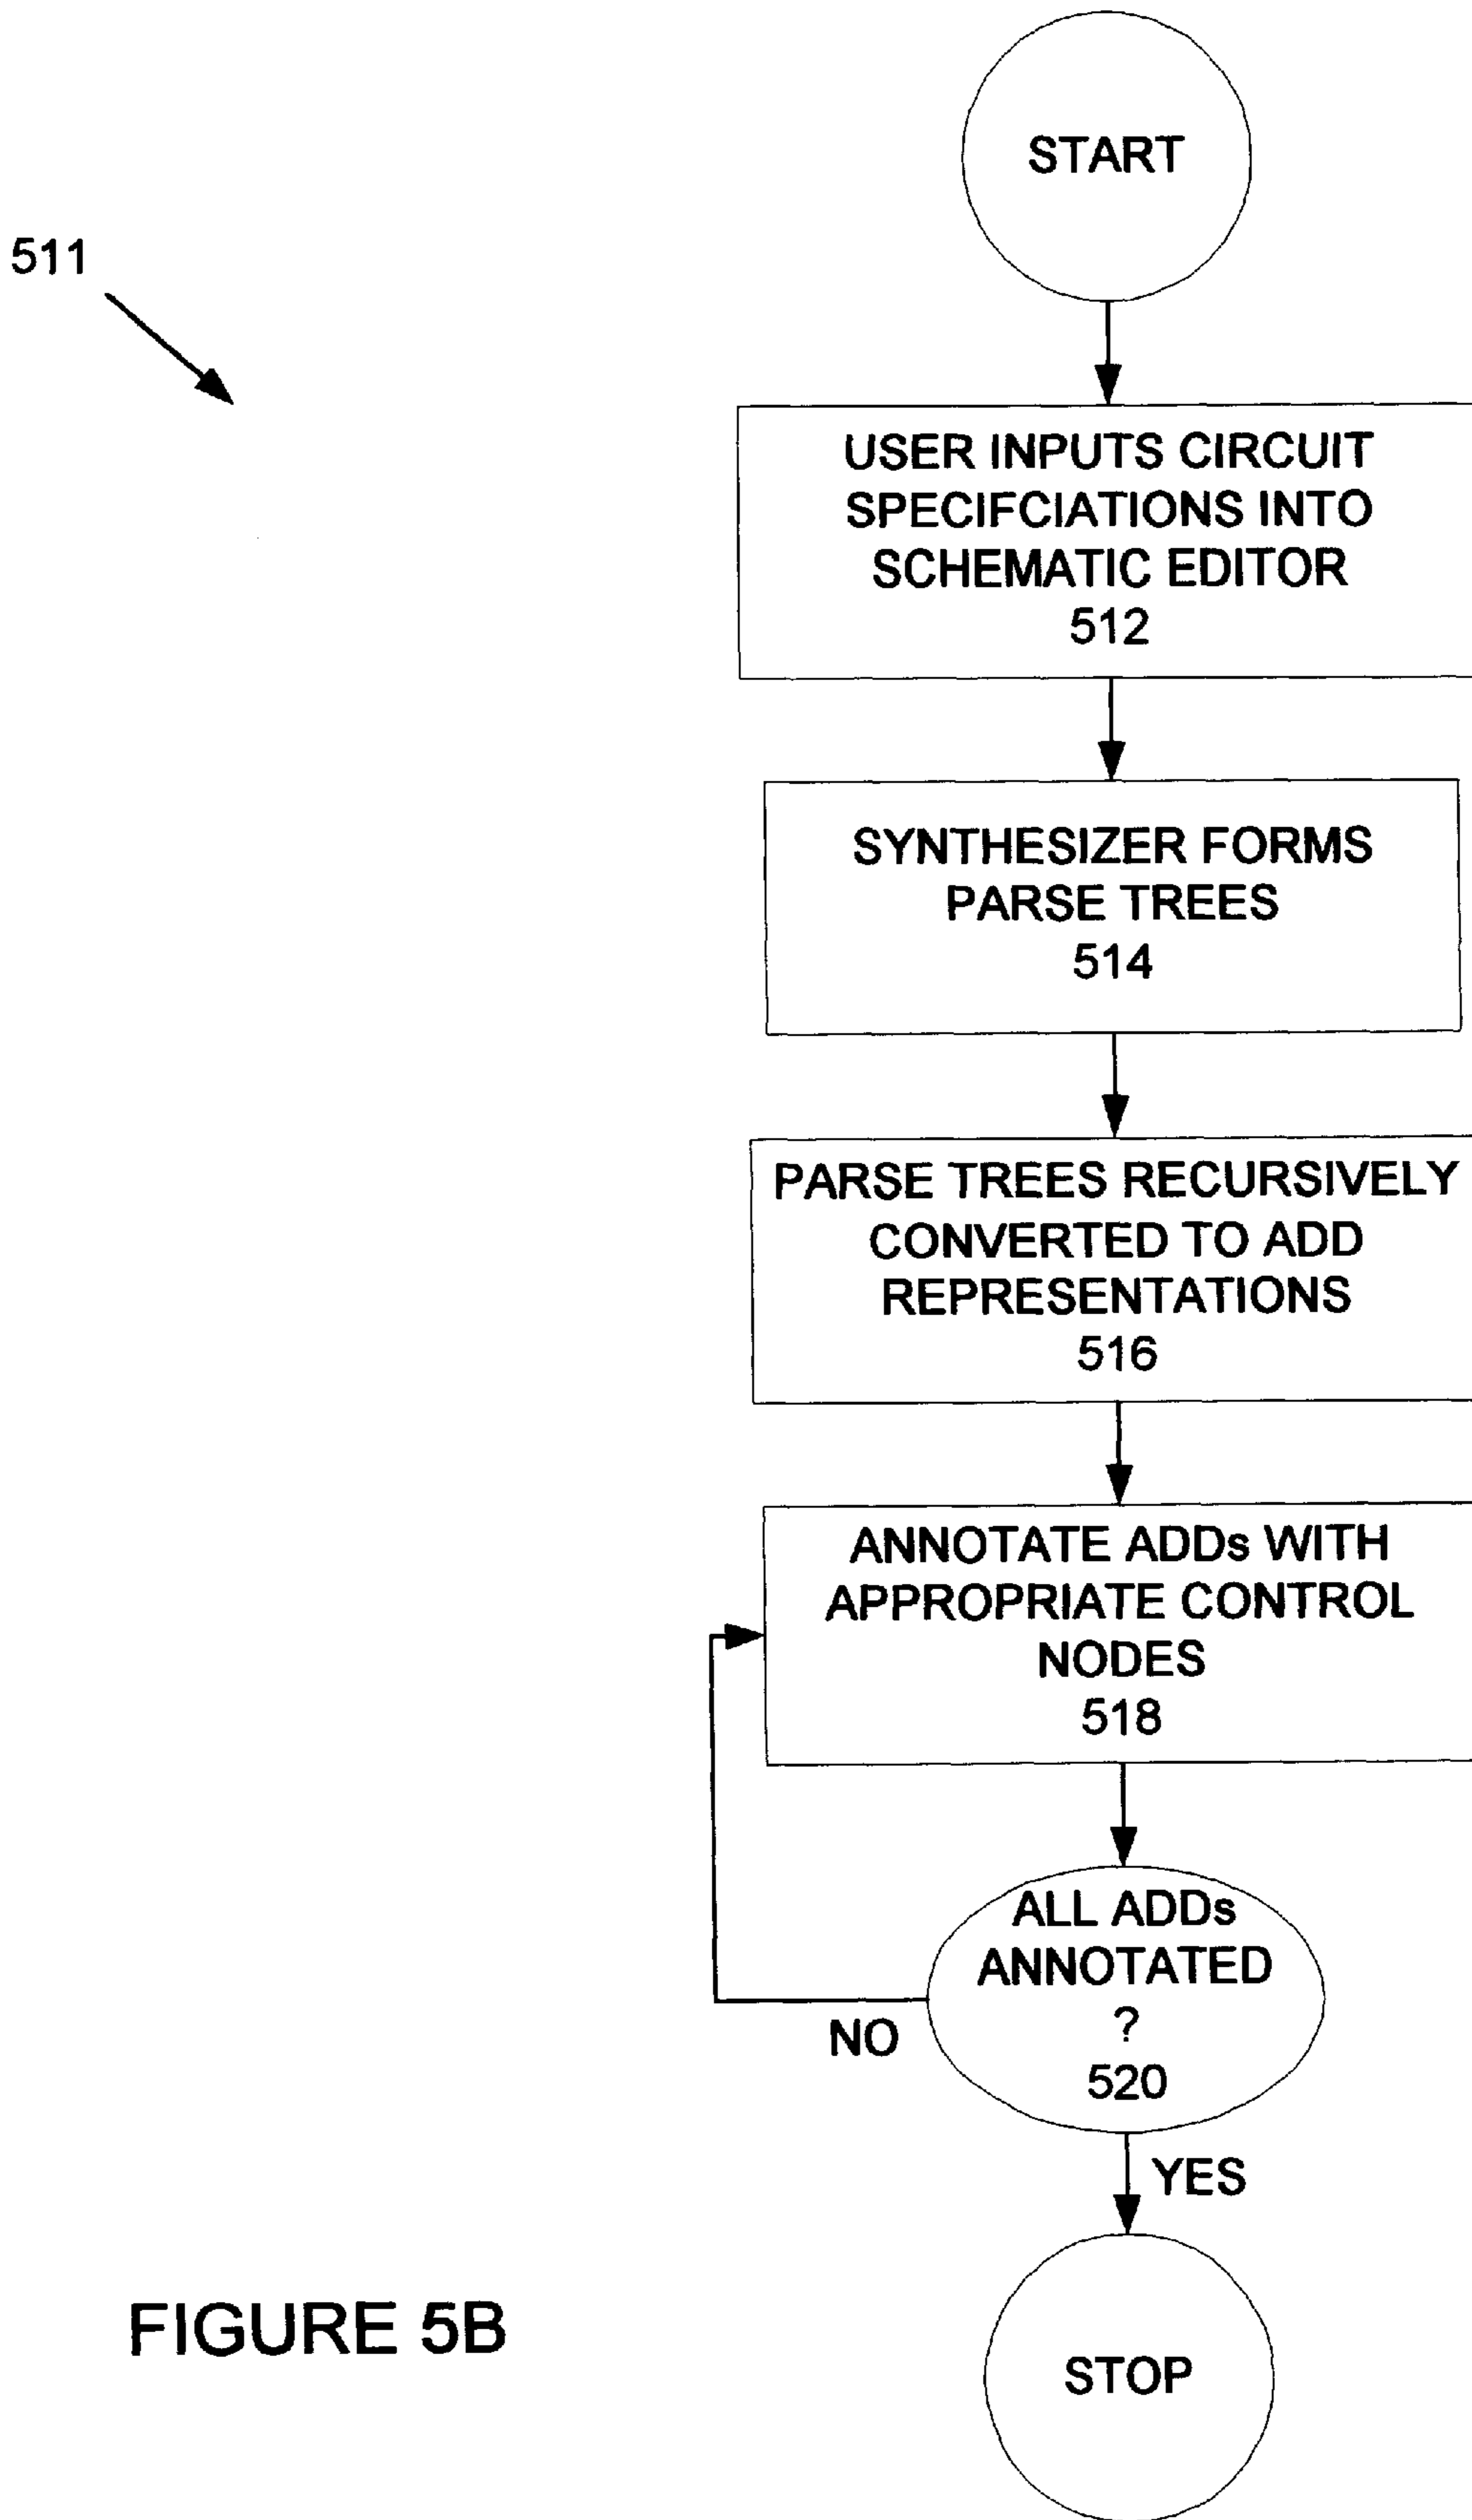 START
511
USER INPUTS CIRCUIT
SPECIFCIATIONS INTO
SCHEMATIC EDITOR
512
SYNTHESIZER FORMS
PARSE TREES
514
PARSE TREES RECURSIVELY
CONVERTED TO ADD
REPRESENTATIONS
516
ANNOTATE ADDs WITH
APPROPRIATE CONTROL
NODES
518
ALL ADDs
ANNOTATED
?
520
NO
YES
STOP
FIGURE 5B